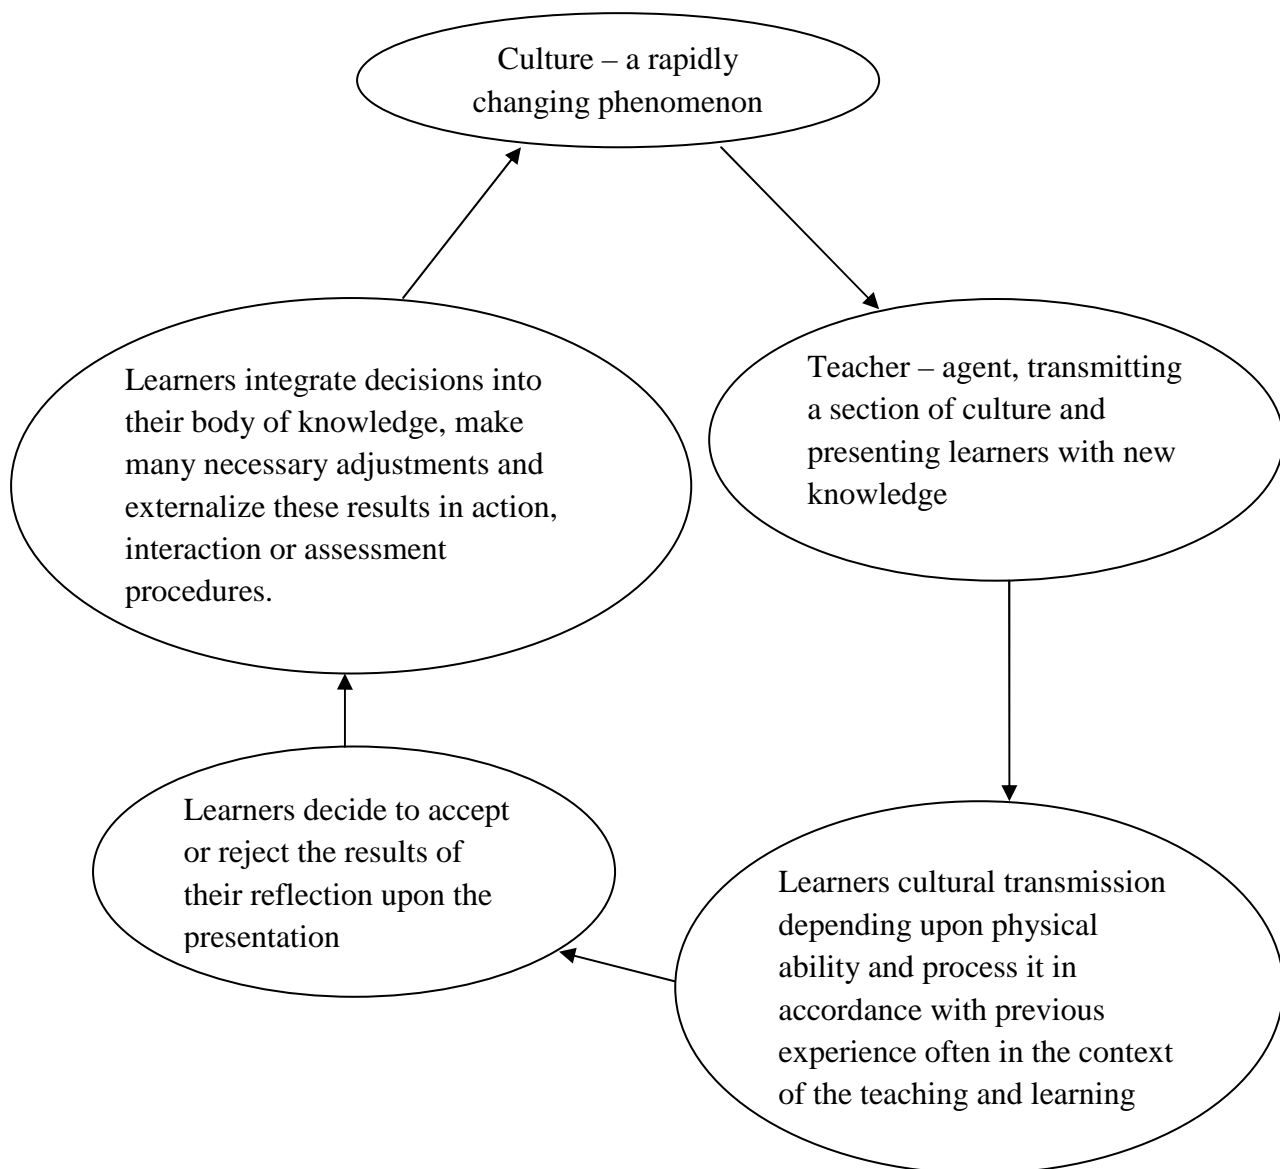 Culture – a rapidly
changing phenomenon
Teacher – agent, transmitting
a section of culture and
presenting learners with new
knowledge
Learners cultural transmission
depending upon physical
ability and process it in
accordance with previous
experience often in the context
of the teaching and learning
Learners decide to accept
or reject the results of
their reflection upon the
presentation
Learners integrate decisions into
their body of knowledge, make
many necessary adjustments and
externalize these results in action,
interaction or assessment
procedures.